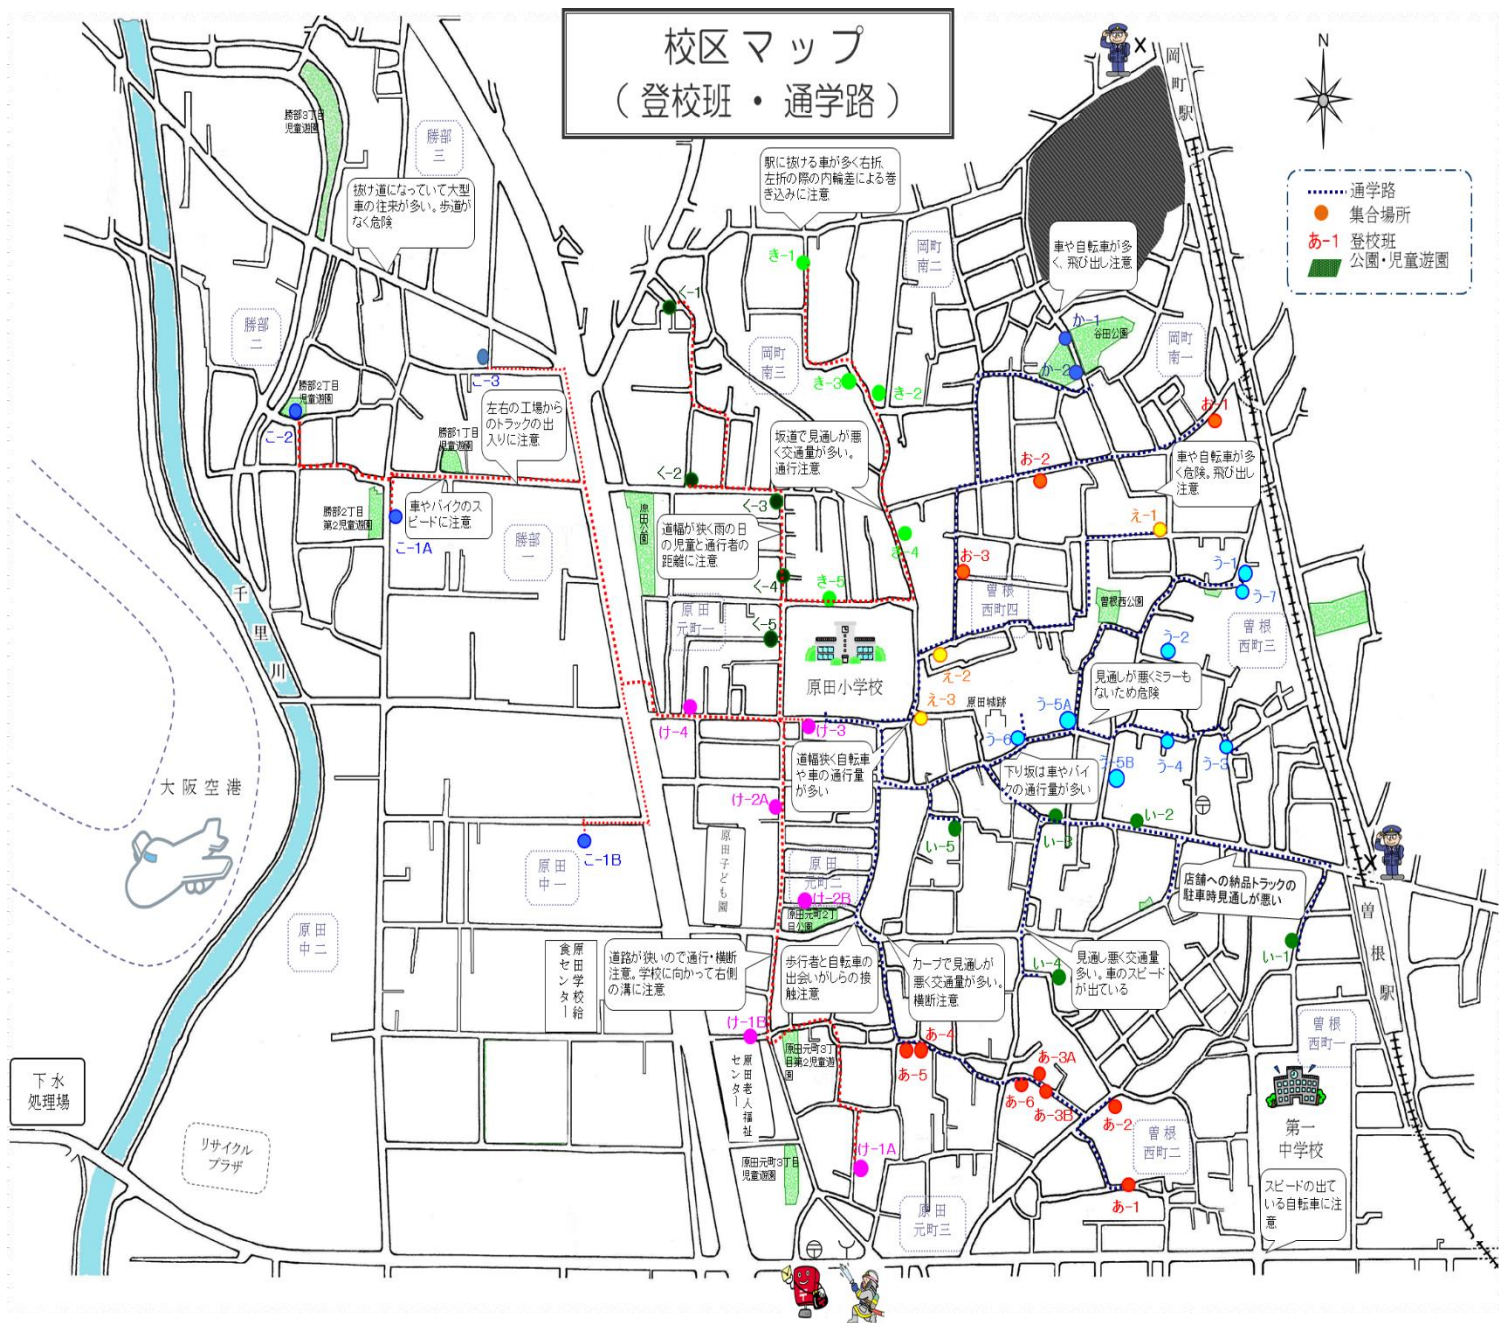 校区マップ
（登校班・通学路）
N
岡町駅
通学路
集合場所
あ-1 登校班
公園・児童遊園
勝部3丁目
児童遊園
勝部
三
抜け道になっていて大型
車の往来が多い。歩道が
なく危険
駅に抜ける車が多く右折、
左折の際の内輪差による巻
き込みに注意
岡町
南二
車や自転車が多
く、飛び出し注意
き-1
く-1
か-1
谷田公園
か-2
岡町
南一
勝部
二
岡町
南三
こ-3
き-3
き-2
勝部2丁目
児童遊園
こ-2
左右の工場から
のトラックの出
入りに注意
お-1
勝部1丁目
児童遊園
坂道で見通しが悪
く交通量が多い。
通行注意
車や自転車が多
く危険。飛び出し
注意
お-2
く-2
く-3
車やバイクのス
ピードに注意
勝部2丁目
第2児童遊園
こ-1A
勝部
一
原田公園
道幅が狭く雨の日
の児童と通行者の
距離に注意
え-1
き-4
お-3
う-1
う-7
く-4
き-5
曽根
西町四
曽根西公園
千里川
原田
元町一
く-5
曽根
西町三
う-2
え-2
見通しが悪くミラーも
ないため危険
原田小学校
え-3
原田城跡
う-5A
け-4
け-3
う-6
う-4
う-3
道幅狭く自転車
や車の通行量
が多い
下り坂は車やバイ
クの通行量が多い
う-5B
大阪空港
け-2A
い-5
い-3
い-2
原田子ども園
こ-1B
原田
中一
原田
元町二
け-2B
原田元町2丁
目公園
店舗への納品トラックの
駐車時見通しが悪い
曽根駅
原田
中二
原田学校給
食センター
道路が狭いので通行・横断
注意。学校に向かって右側
の溝に注意
歩行者と自転車の
出会いがしらの接
触注意
カーブで見通しが
悪く交通量が多い。
横断注意
見通し悪く交通量
多い。車のスピード
が出ている
い-4
い-1
け-1B
原田元町3丁
目第2児童遊
園
あ-4
あ-5
曽根
西町一
原田老人福祉
センター
あ-3A
あ-6
あ-3B
あ-2
下水
処理場
リサイクル
プラザ
第一
中学校
曽根
西町二
け-1A
原田元町3丁目
児童遊園
あ-1
スピードの出て
いる自転車に注
意
原田
元町三